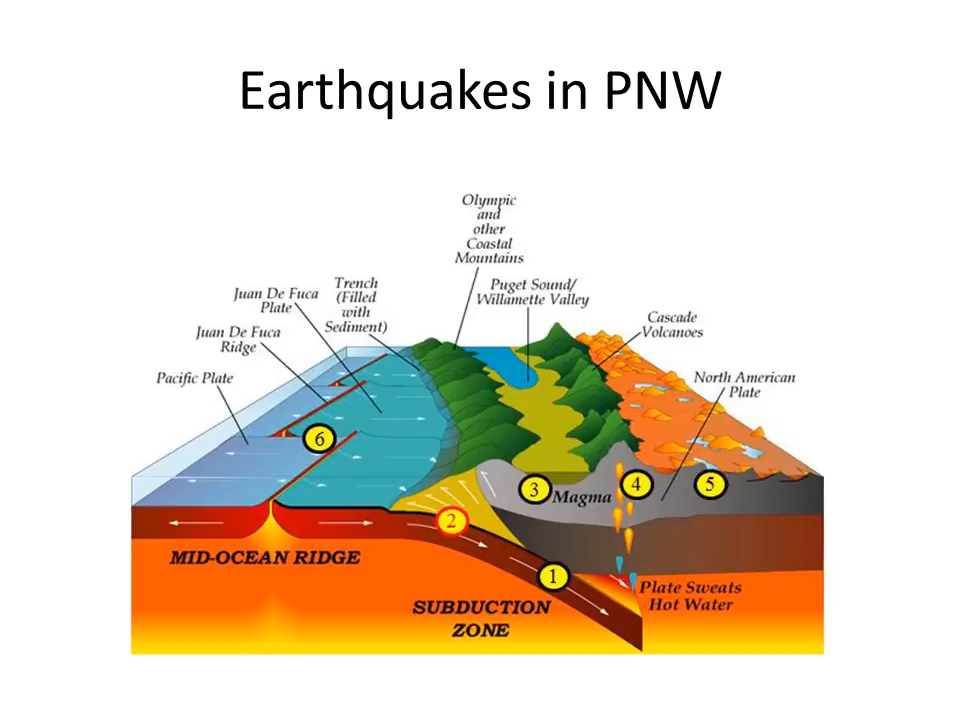 Earthquakes in PNW
Olympic
and
other
Coastal
Mountains
Trench
(Filled
with
Sediment)
Juan De Fuca
Plate
Puget Sound/
Willamette Valley
Juan De Fuca
Ridge
Cascade
Volcanoes
Pacific Plate
North American
Plate
6
3
Magma
4
5
2
MID-OCEAN RIDGE
1
Plate Sweats
Hot Water
SUBDUCTION
ZONE